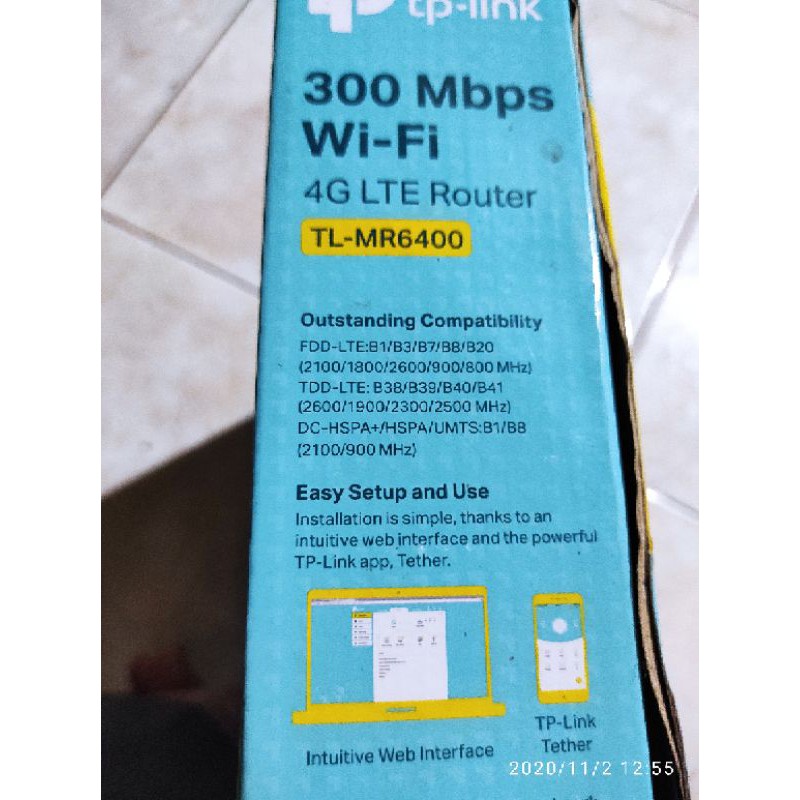 tp-link
300 Mbps
Wi-Fi
4G LTE Router
TL-MR6400
Outstanding Compatibility
FDD-LTE:B1/B3/B7/B8/B20
(2100/1800/2600/900/800 MHz)
TDD-LTE: B38/B39/B40/B41
(2600/1900/2300/2500 MHz)
DC-HSPA+/HSPA/UMTS:B1/B8
(2100/900 MHz)
Easy Setup and Use
Installation is simple, thanks to an
intuitive web interface and the powerful
TP-Link app, Tether.
Intuitive Web Interface
TP-Link
Tether
2020/11/2 12:55